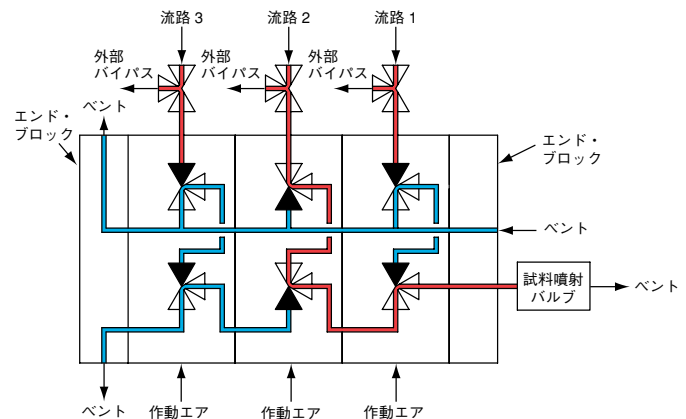 流路 3
流路 2
流路 1
外部
バイパス
外部
バイパス
外部
バイパス
ベント
エンド・
ブロック
エンド・
ブロック
ベント
試料噴射
バルブ
ベント
ベント
作動エア
作動エア
作動エア